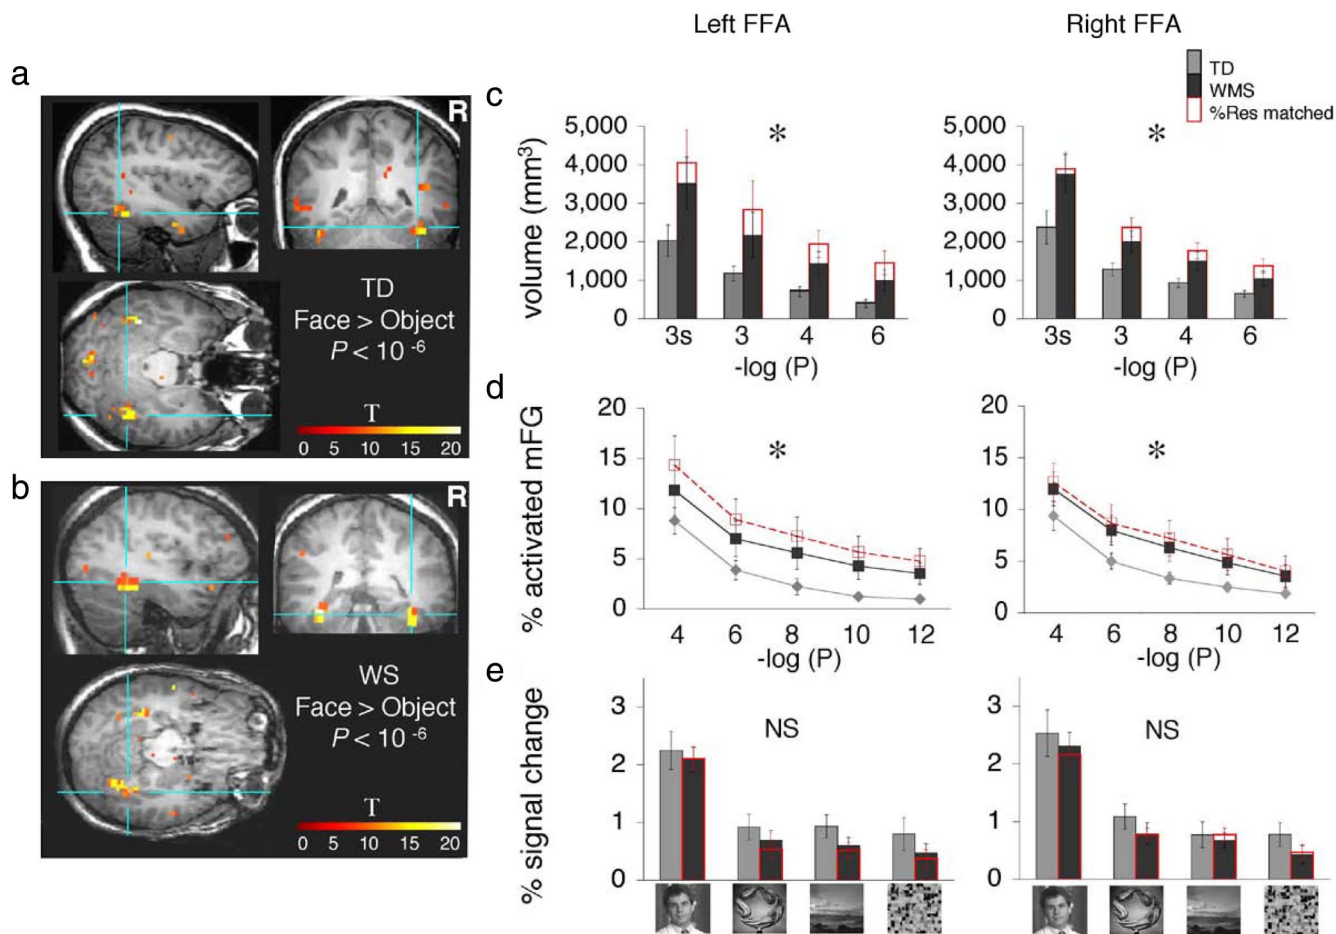 Left FFA
Right FFA
a
R
TD
Face > Object
P < 10 -6
T
0 5 10 15 20
b
R
WS
Face > Object
P < 10 -6
T
0 5 10 15 20
c
TD
WMS
%Res matched
volume (mm3)
5,000
4,000
3,000
2,000
1,000
0
*
3s 3 4 6
-log (P)
5,000
4,000
3,000
2,000
1,000
0
*
3s 3 4 6
-log (P)
d
% activated mFG
20
15
10
5
0
*
4 6 8 10 12
-log (P)
20
15
10
5
0
*
4 6 8 10 12
-log (P)
e
% signal change
3
2
1
0
NS
3
2
1
0
NS